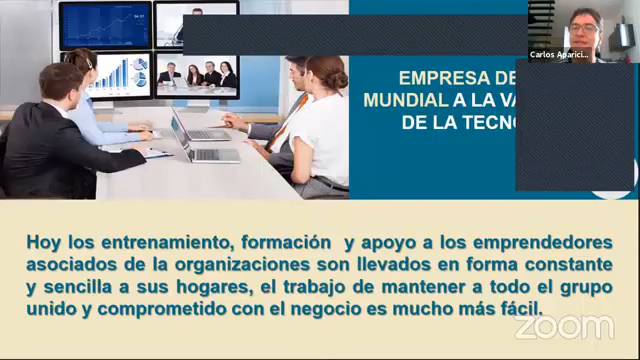 Carlos Aparici...
EMPRESA DE
MUNDIAL A LA
DE LA
Hoy los entrenamiento, formación y apoyo a los emprendedores
asociados de la organizaciones son llevados en forma constante
y sencilla a sus hogares, el trabajo de mantener a todo el grupo
unido y comprometido con el negocio es mucho más fácil.
zoom